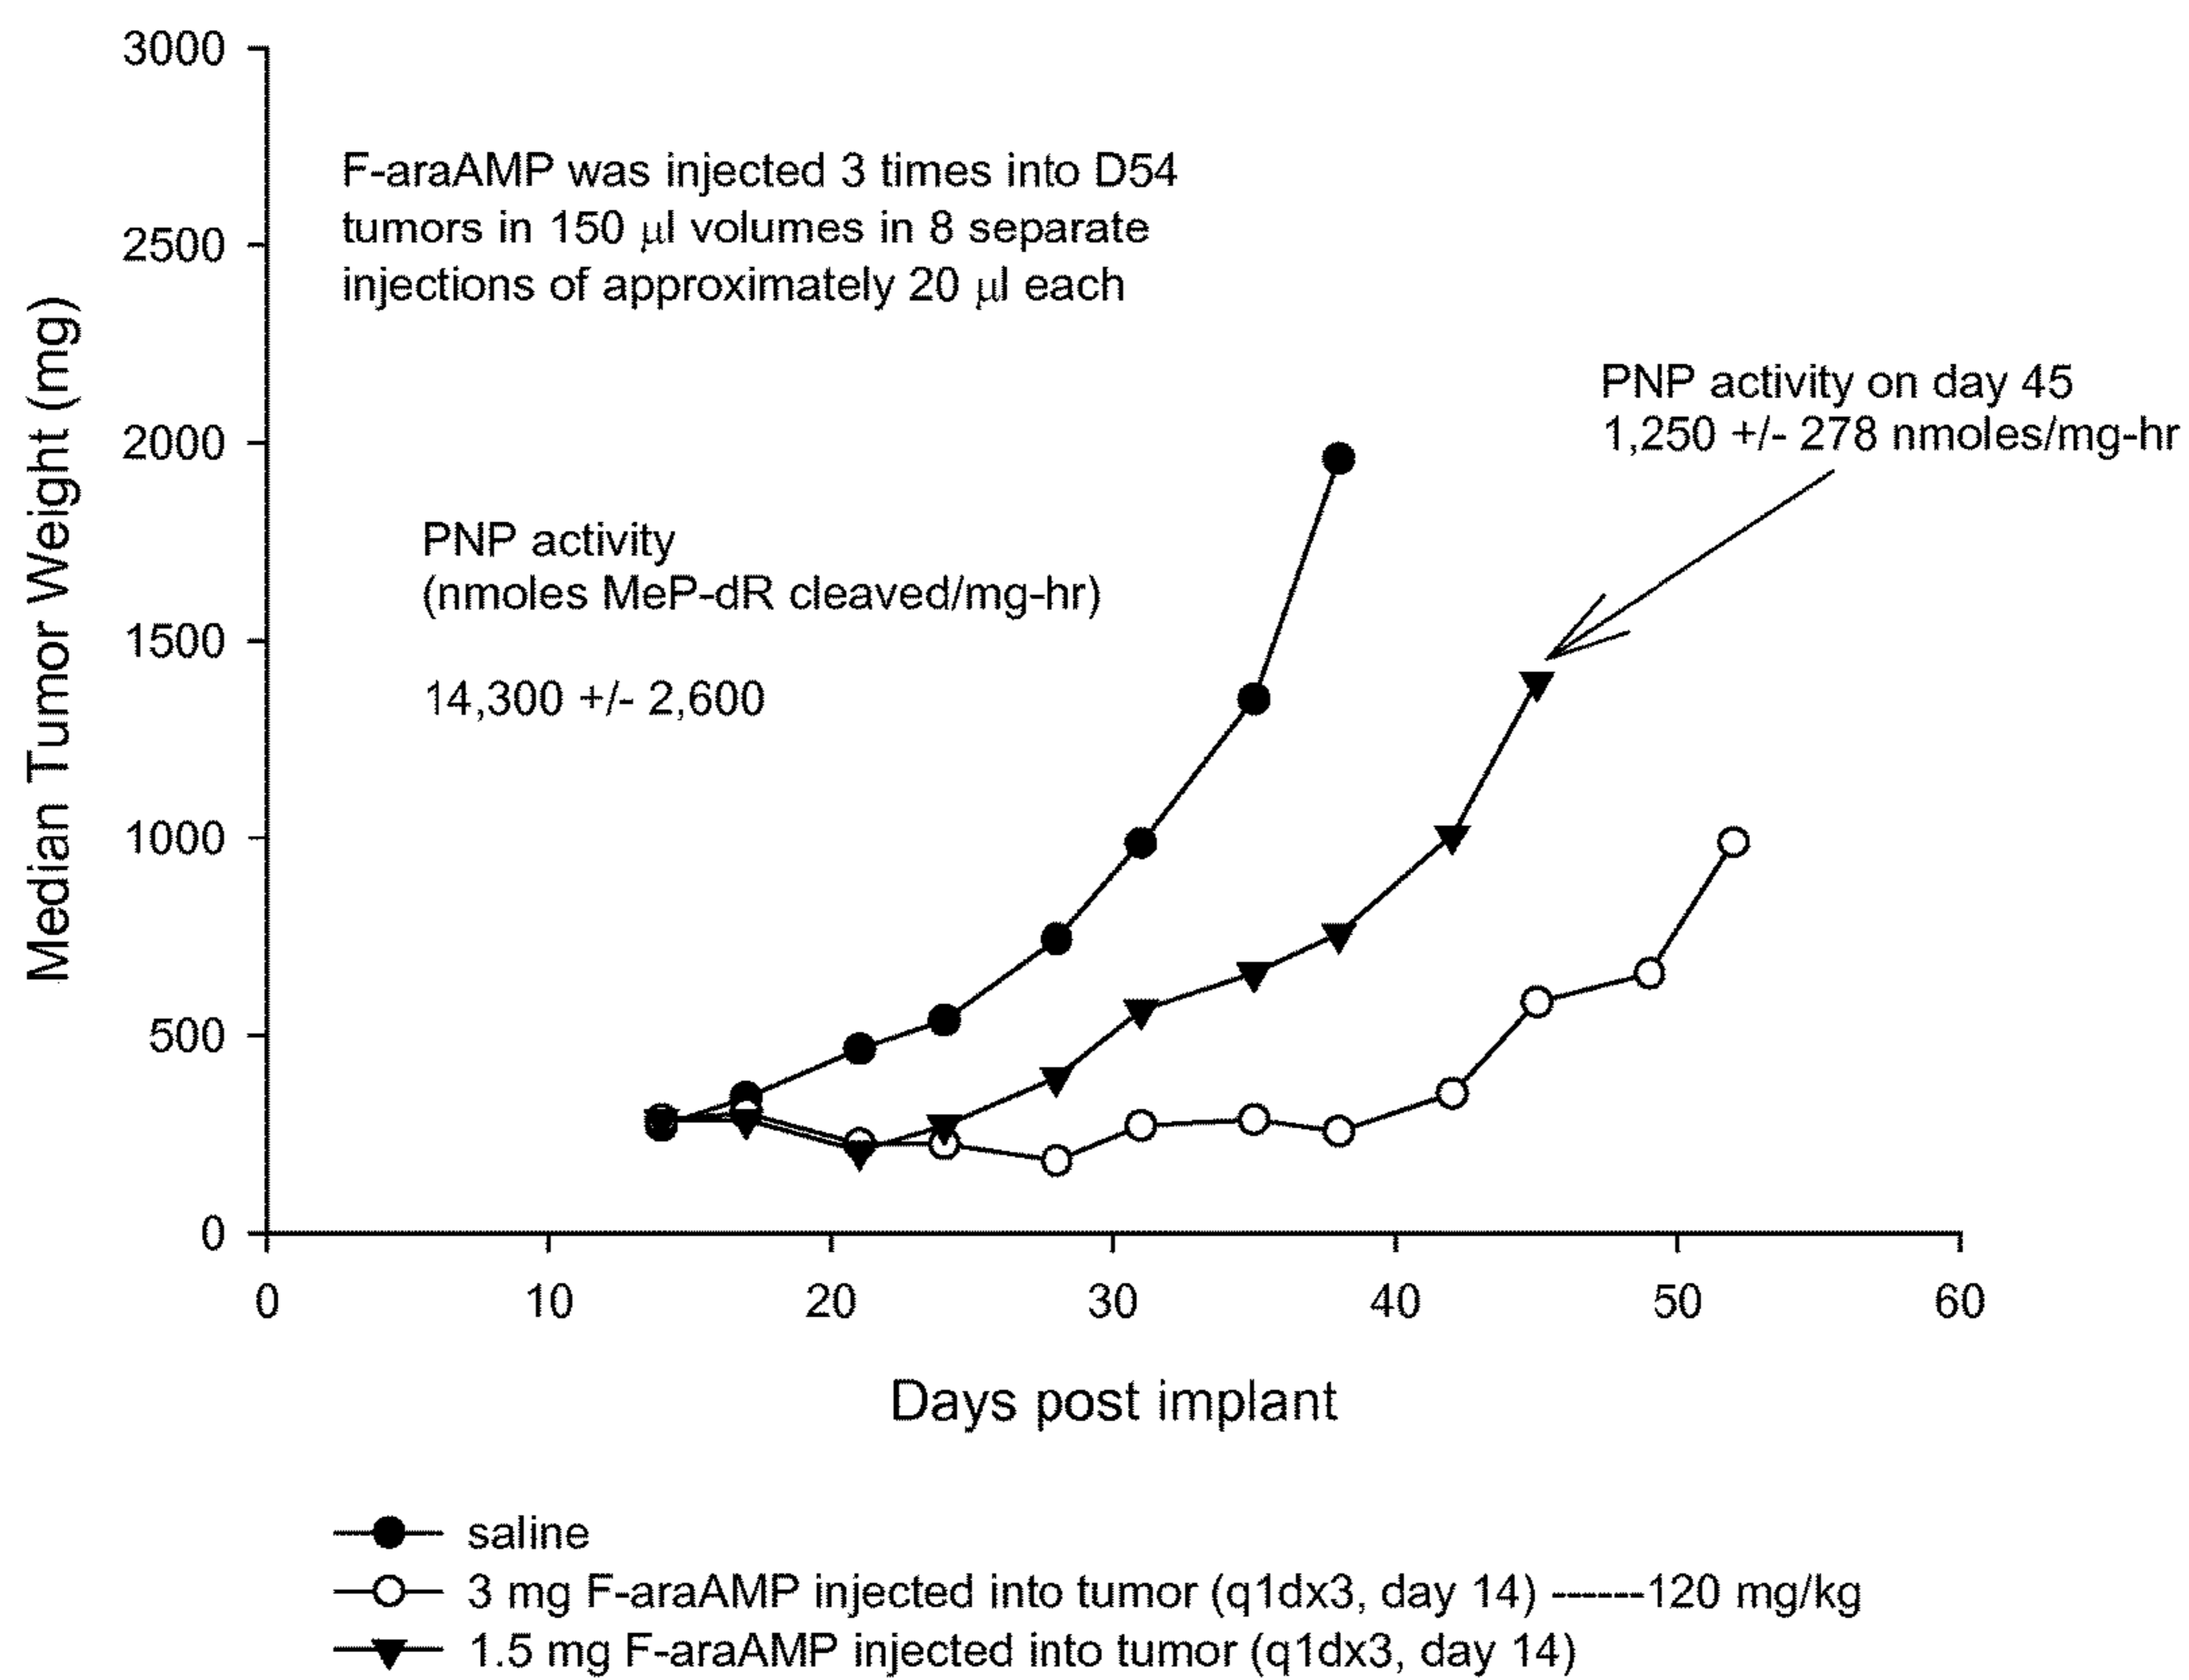 3000
2500
2000
1500
1000
500
0
Median Tumor Weight (mg)
F-araAMP was injected 3 times into D54
tumors in 150 µl volumes in 8 separate
injections of approximately 20 µl each
PNP activity on day 45
1,250 +/- 278 nmoles/mg-hr
PNP activity
(nmoles MeP-dR cleaved/mg-hr)
14,300 +/- 2,600
0 10 20 30 40 50 60
Days post implant
saline
3 mg F-araAMP injected into tumor (q1dx3, day 14) ------120 mg/kg
1.5 mg F-araAMP injected into tumor (q1dx3, day 14)